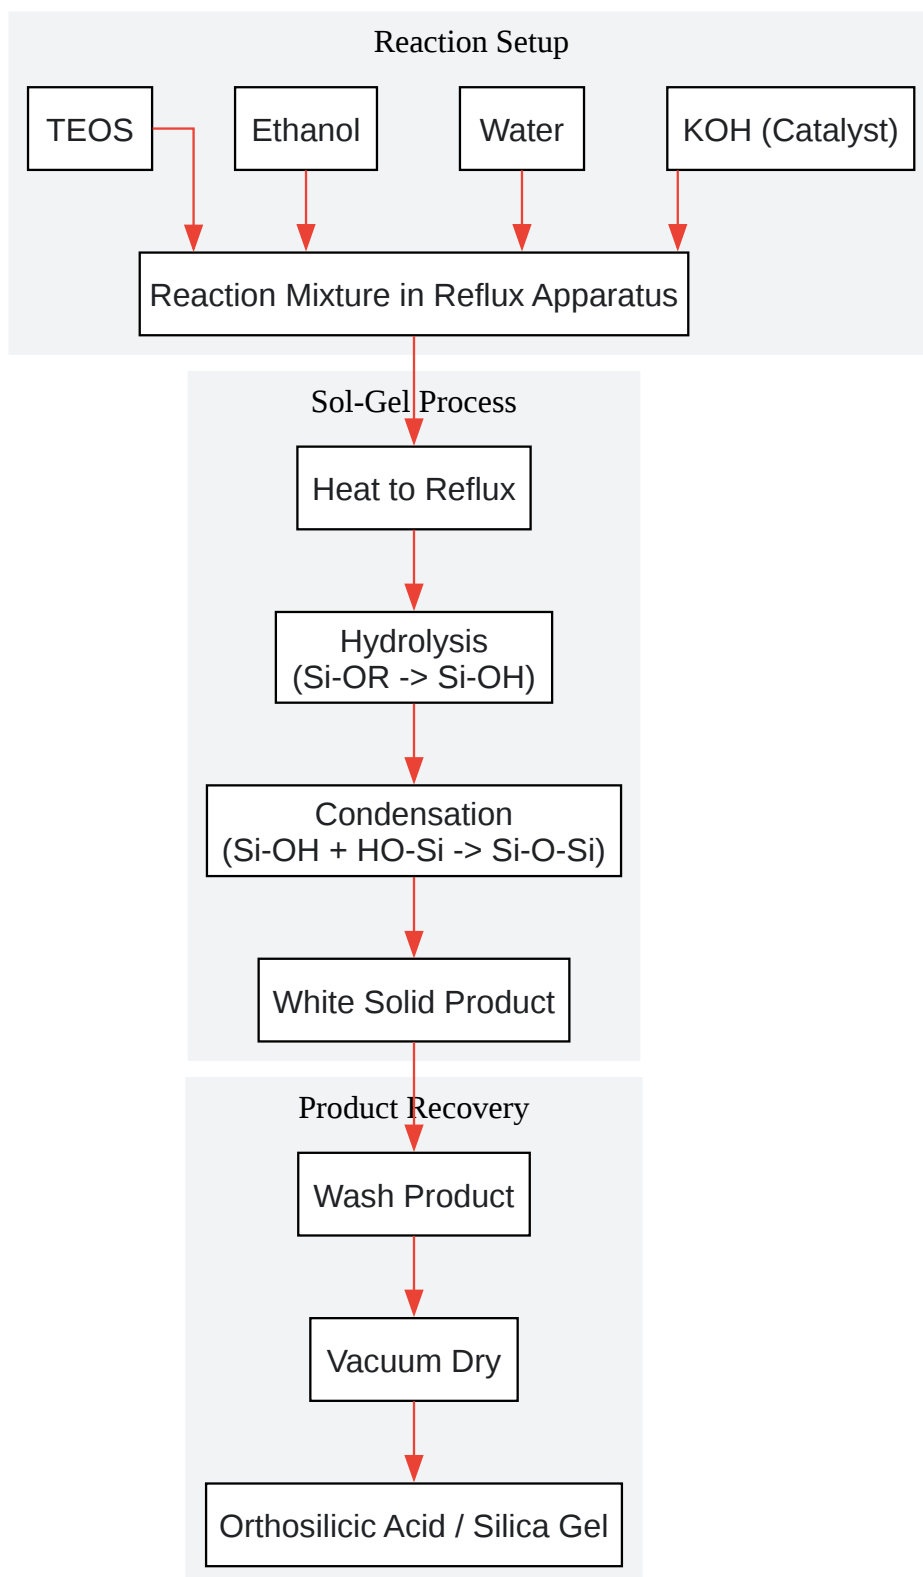 Reaction Setup
TEOS
Ethanol
Water
KOH (Catalyst)
Reaction Mixture in Reflux Apparatus
Sol-Gel Process
Heat to Reflux
Hydrolysis
(Si-OR -> Si-OH)
Condensation
(Si-OH + HO-Si -> Si-O-Si)
White Solid Product
Product Recovery
Wash Product
Vacuum Dry
Orthosilicic Acid / Silica Gel